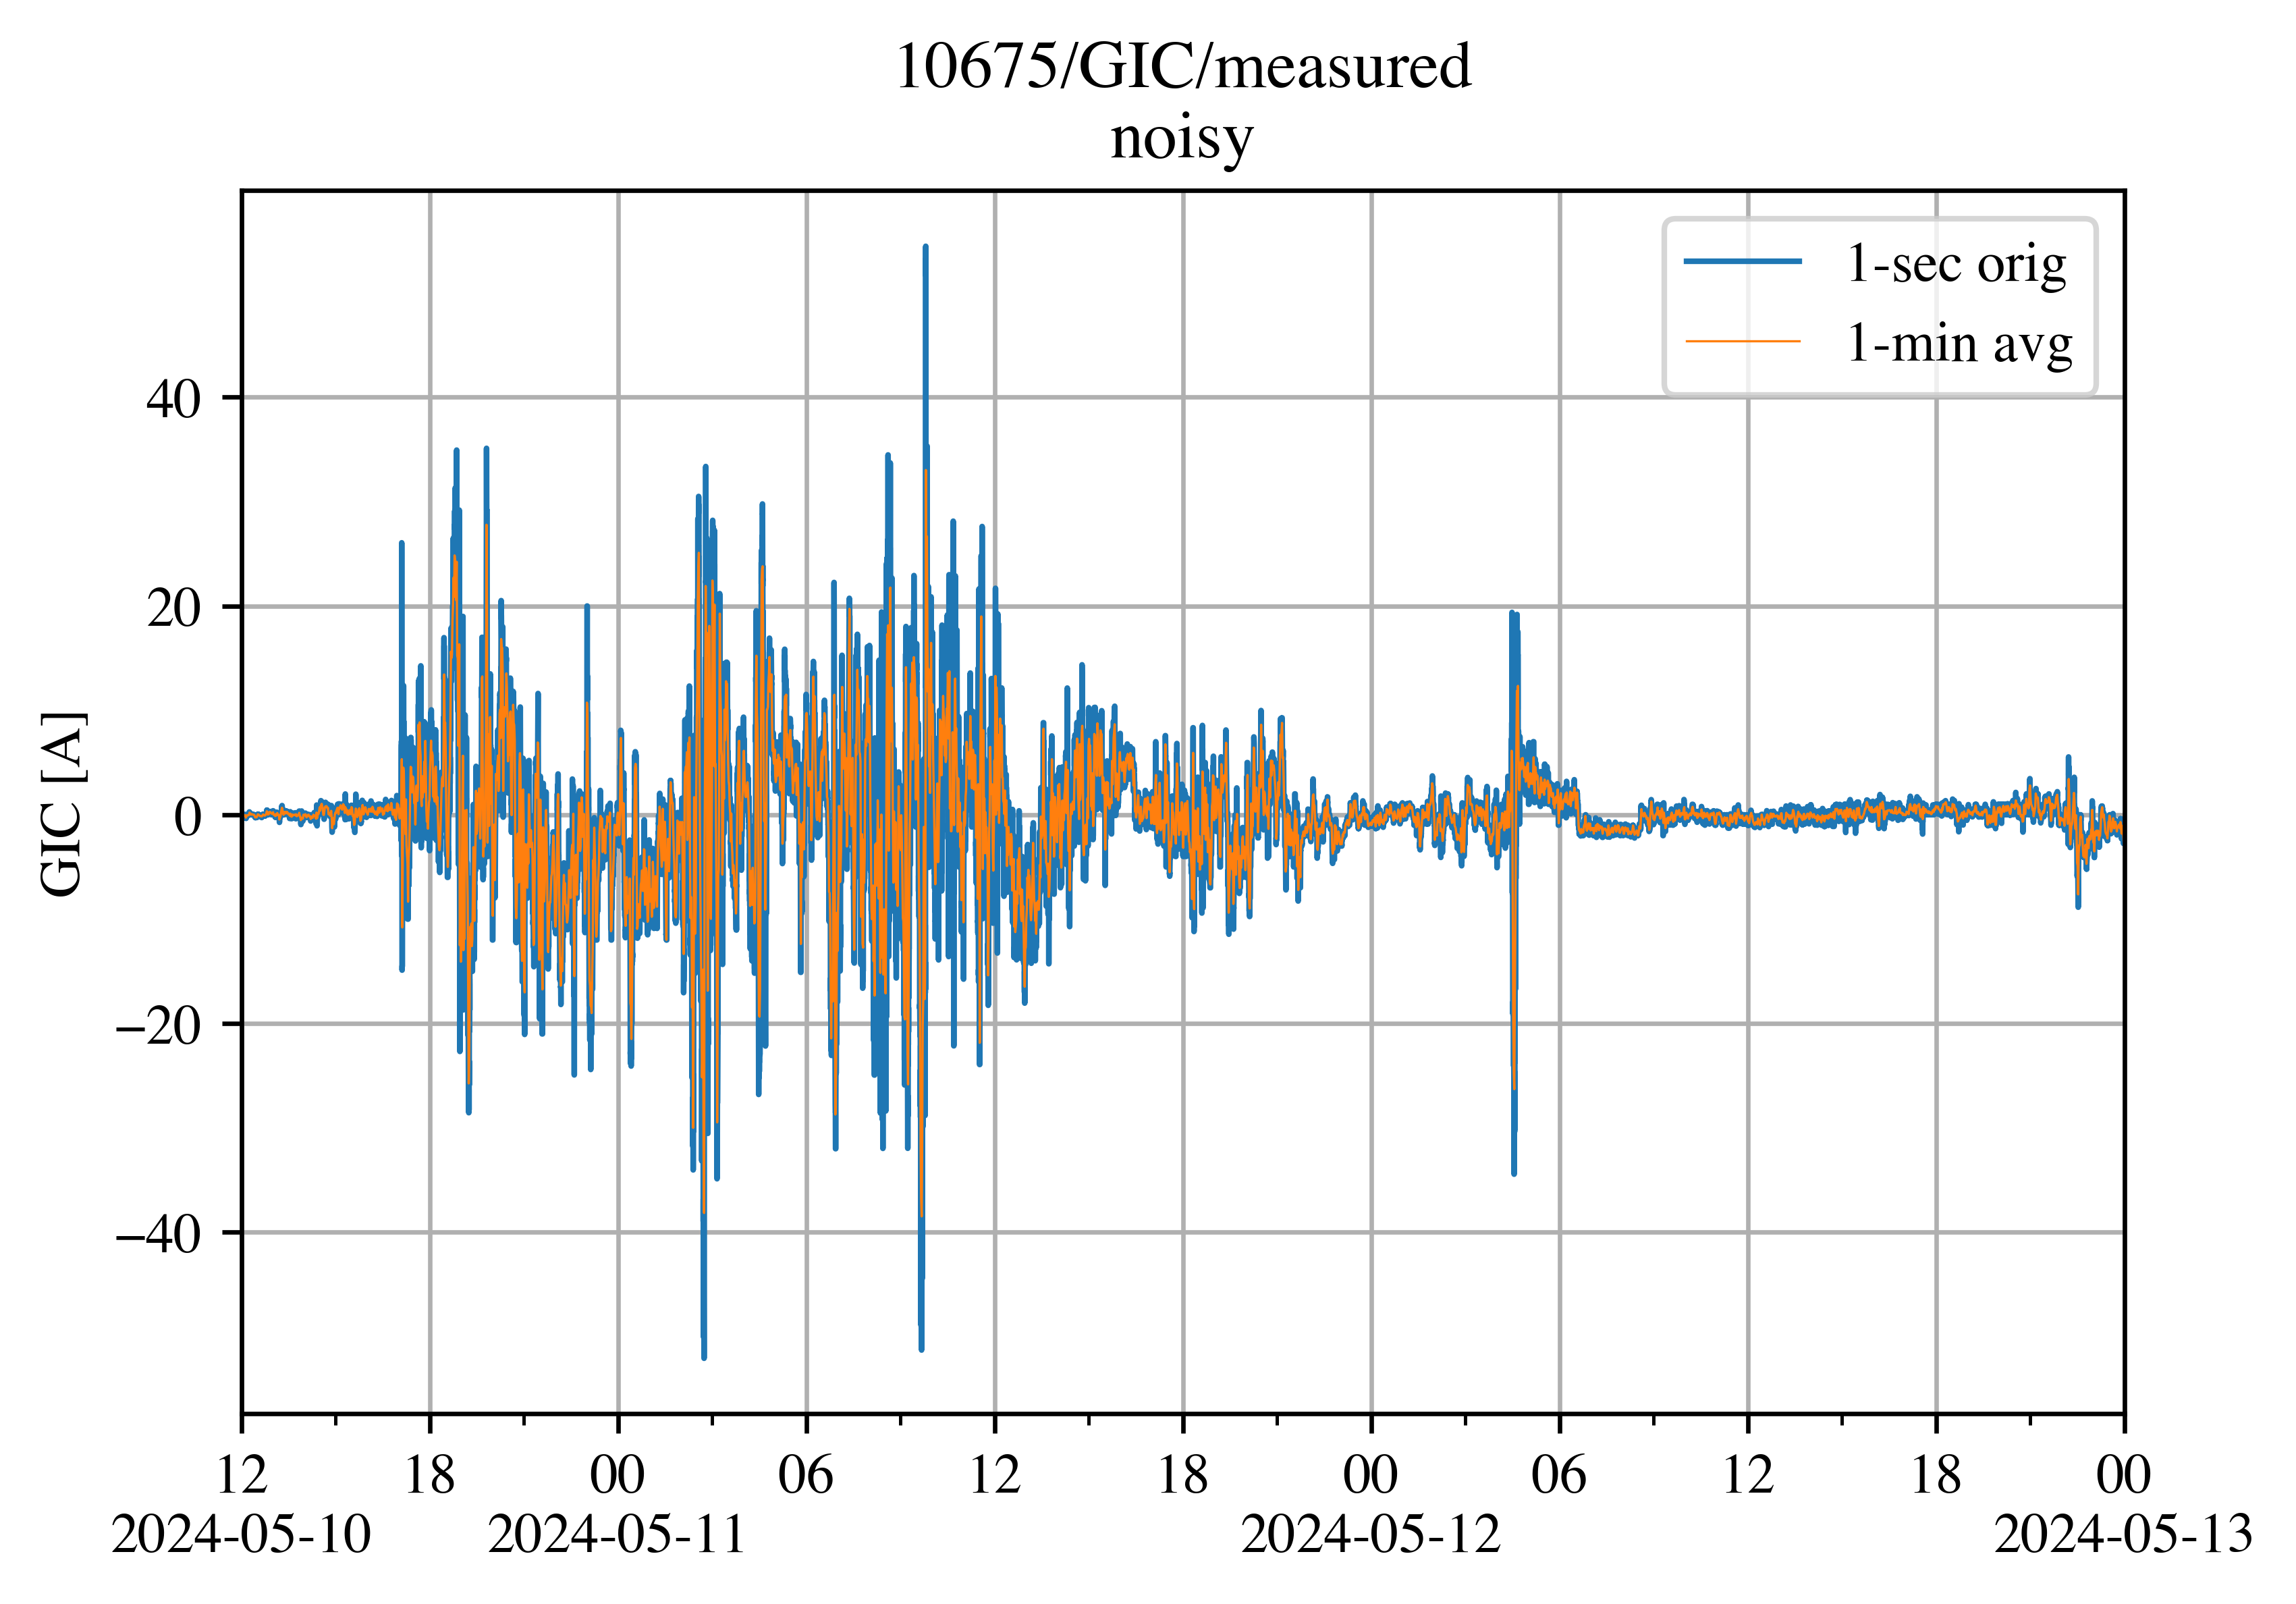 10675/GIC/measured
noisy
1-sec orig
1-min avg
GIC [A]
40
20
0
−20
−40
12 18 00 06 12 18 00 06 12 18 00
2024-05-10 2024-05-11 2024-05-12 2024-05-13